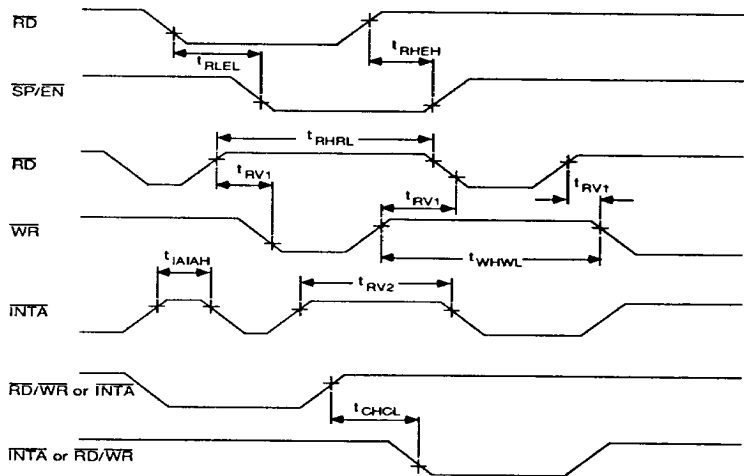 RD
tRLEL
tRHEH
SP/EN
tRHRL
RD
tRV1
tRV1
tRV1
WR
tWHWL
tIAIAH
tRV2
INTA
RD/WR or INTA
tCHCL
INTA or RD/WR